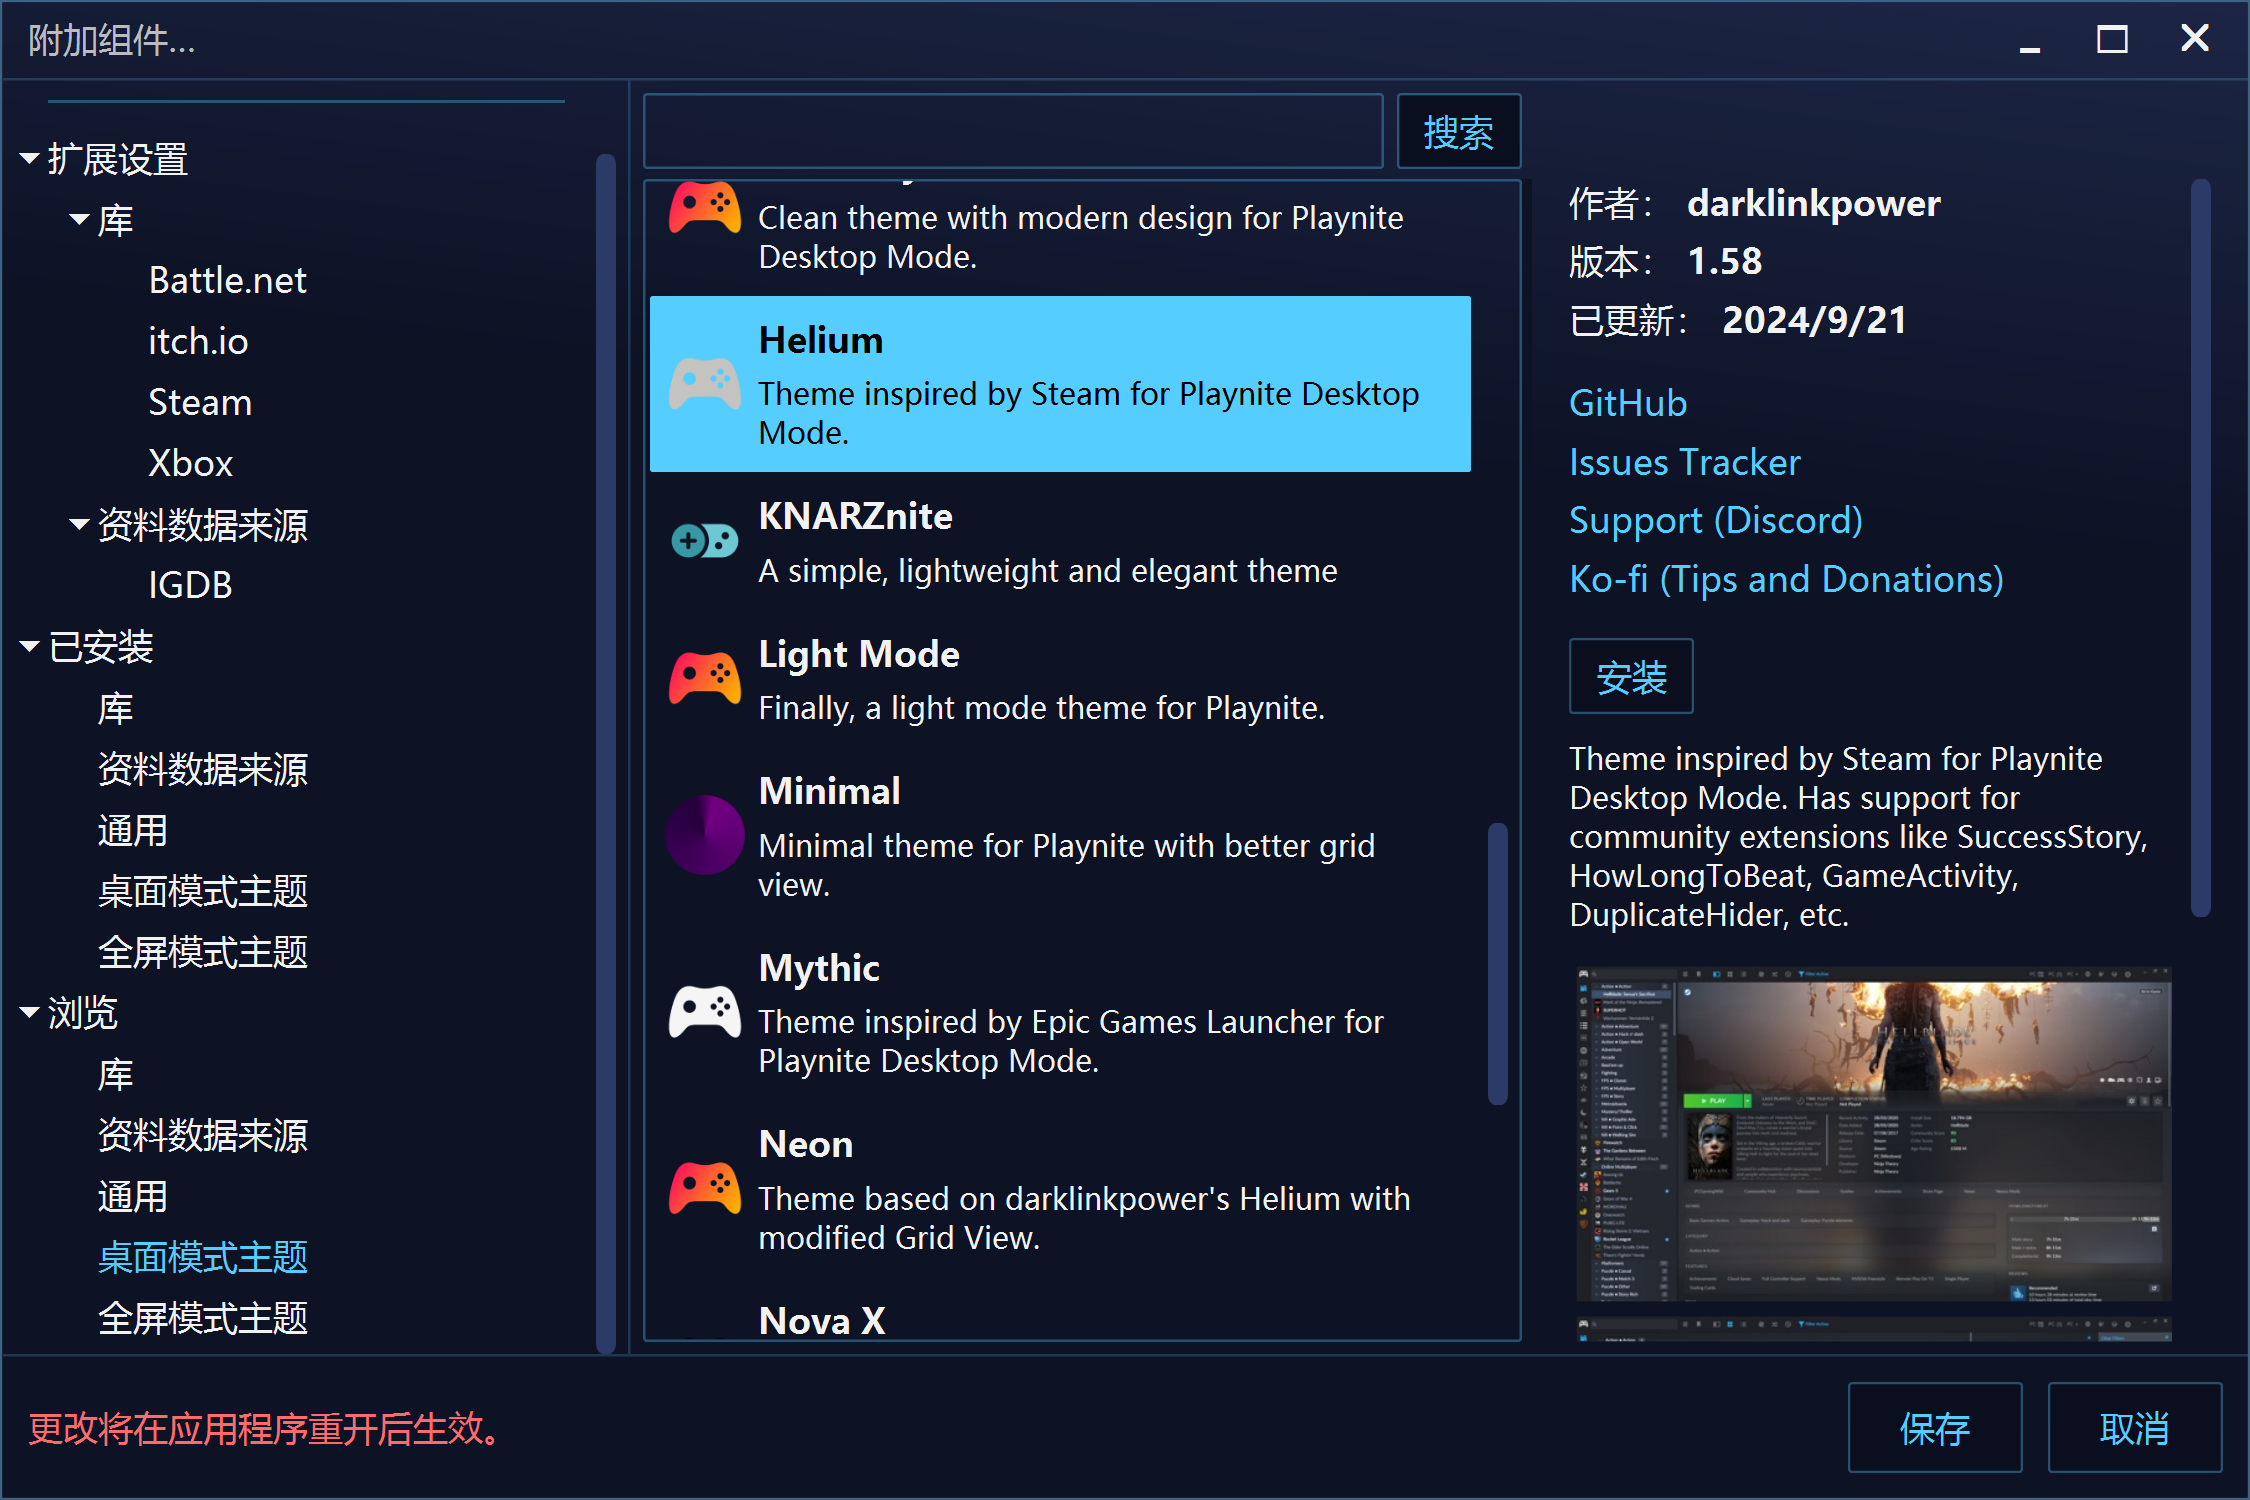 附加组件...
扩展设置
库
Battle.net
itch.io
Steam
Xbox
资料数据来源
IGDB
已安装
库
资料数据来源
通用
桌面模式主题
全屏模式主题
浏览
库
资料数据来源
通用
桌面模式主题
全屏模式主题
搜索
Clean theme with modern design for Playnite
Desktop Mode.
Helium
Theme inspired by Steam for Playnite Desktop
Mode.
KNARZnite
A simple, lightweight and elegant theme
Light Mode
Finally, a light mode theme for Playnite.
Minimal
Minimal theme for Playnite with better grid
view.
Mythic
Theme inspired by Epic Games Launcher for
Playnite Desktop Mode.
Neon
Theme based on darklinkpower's Helium with
modified Grid View.
Nova X
作者： darklinkpower
版本： 1.58
已更新： 2024/9/21
GitHub
Issues Tracker
Support (Discord)
Ko-fi (Tips and Donations)
安装
Theme inspired by Steam for Playnite
Desktop Mode. Has support for
community extensions like SuccessStory,
HowLongToBeat, GameActivity,
DuplicateHider, etc.
HELLBLADE
PLAY
更改将在应用程序重开后生效。
保存
取消